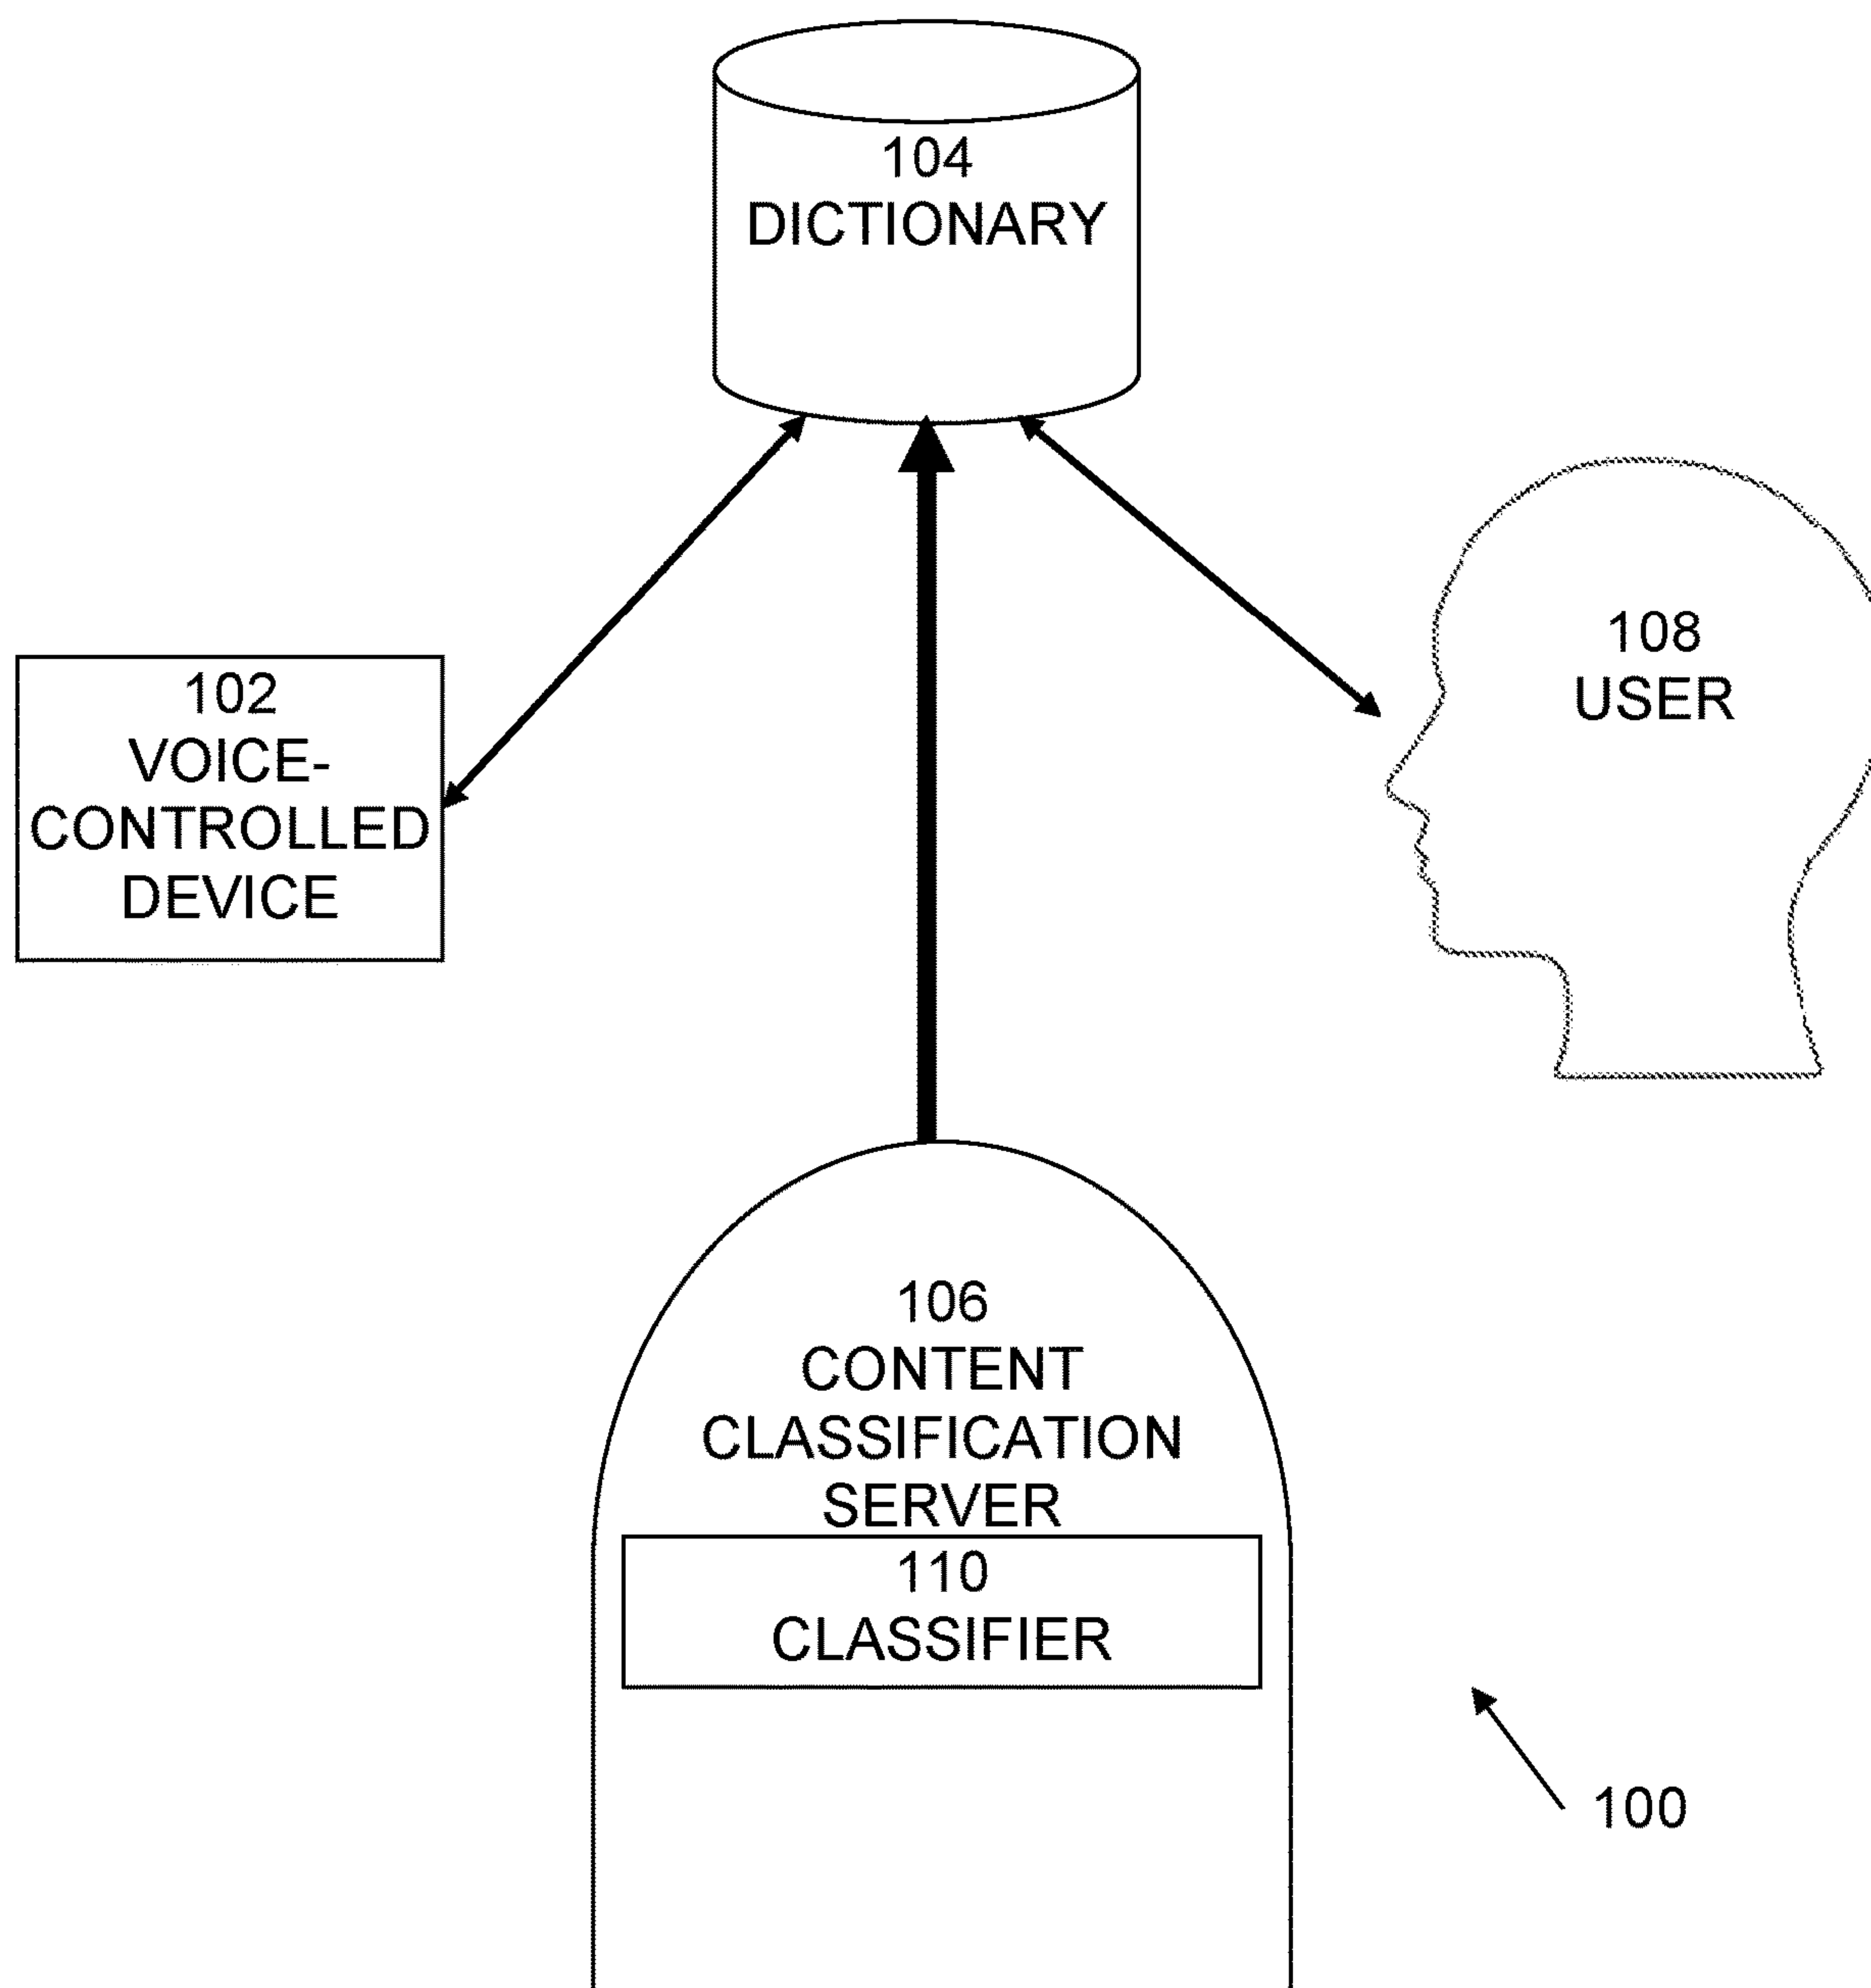 104
DICTIONARY
102
VOICE-
CONTROLLED
DEVICE
108
USER
106
CONTENT
CLASSIFICATION
SERVER
110
CLASSIFIER
100